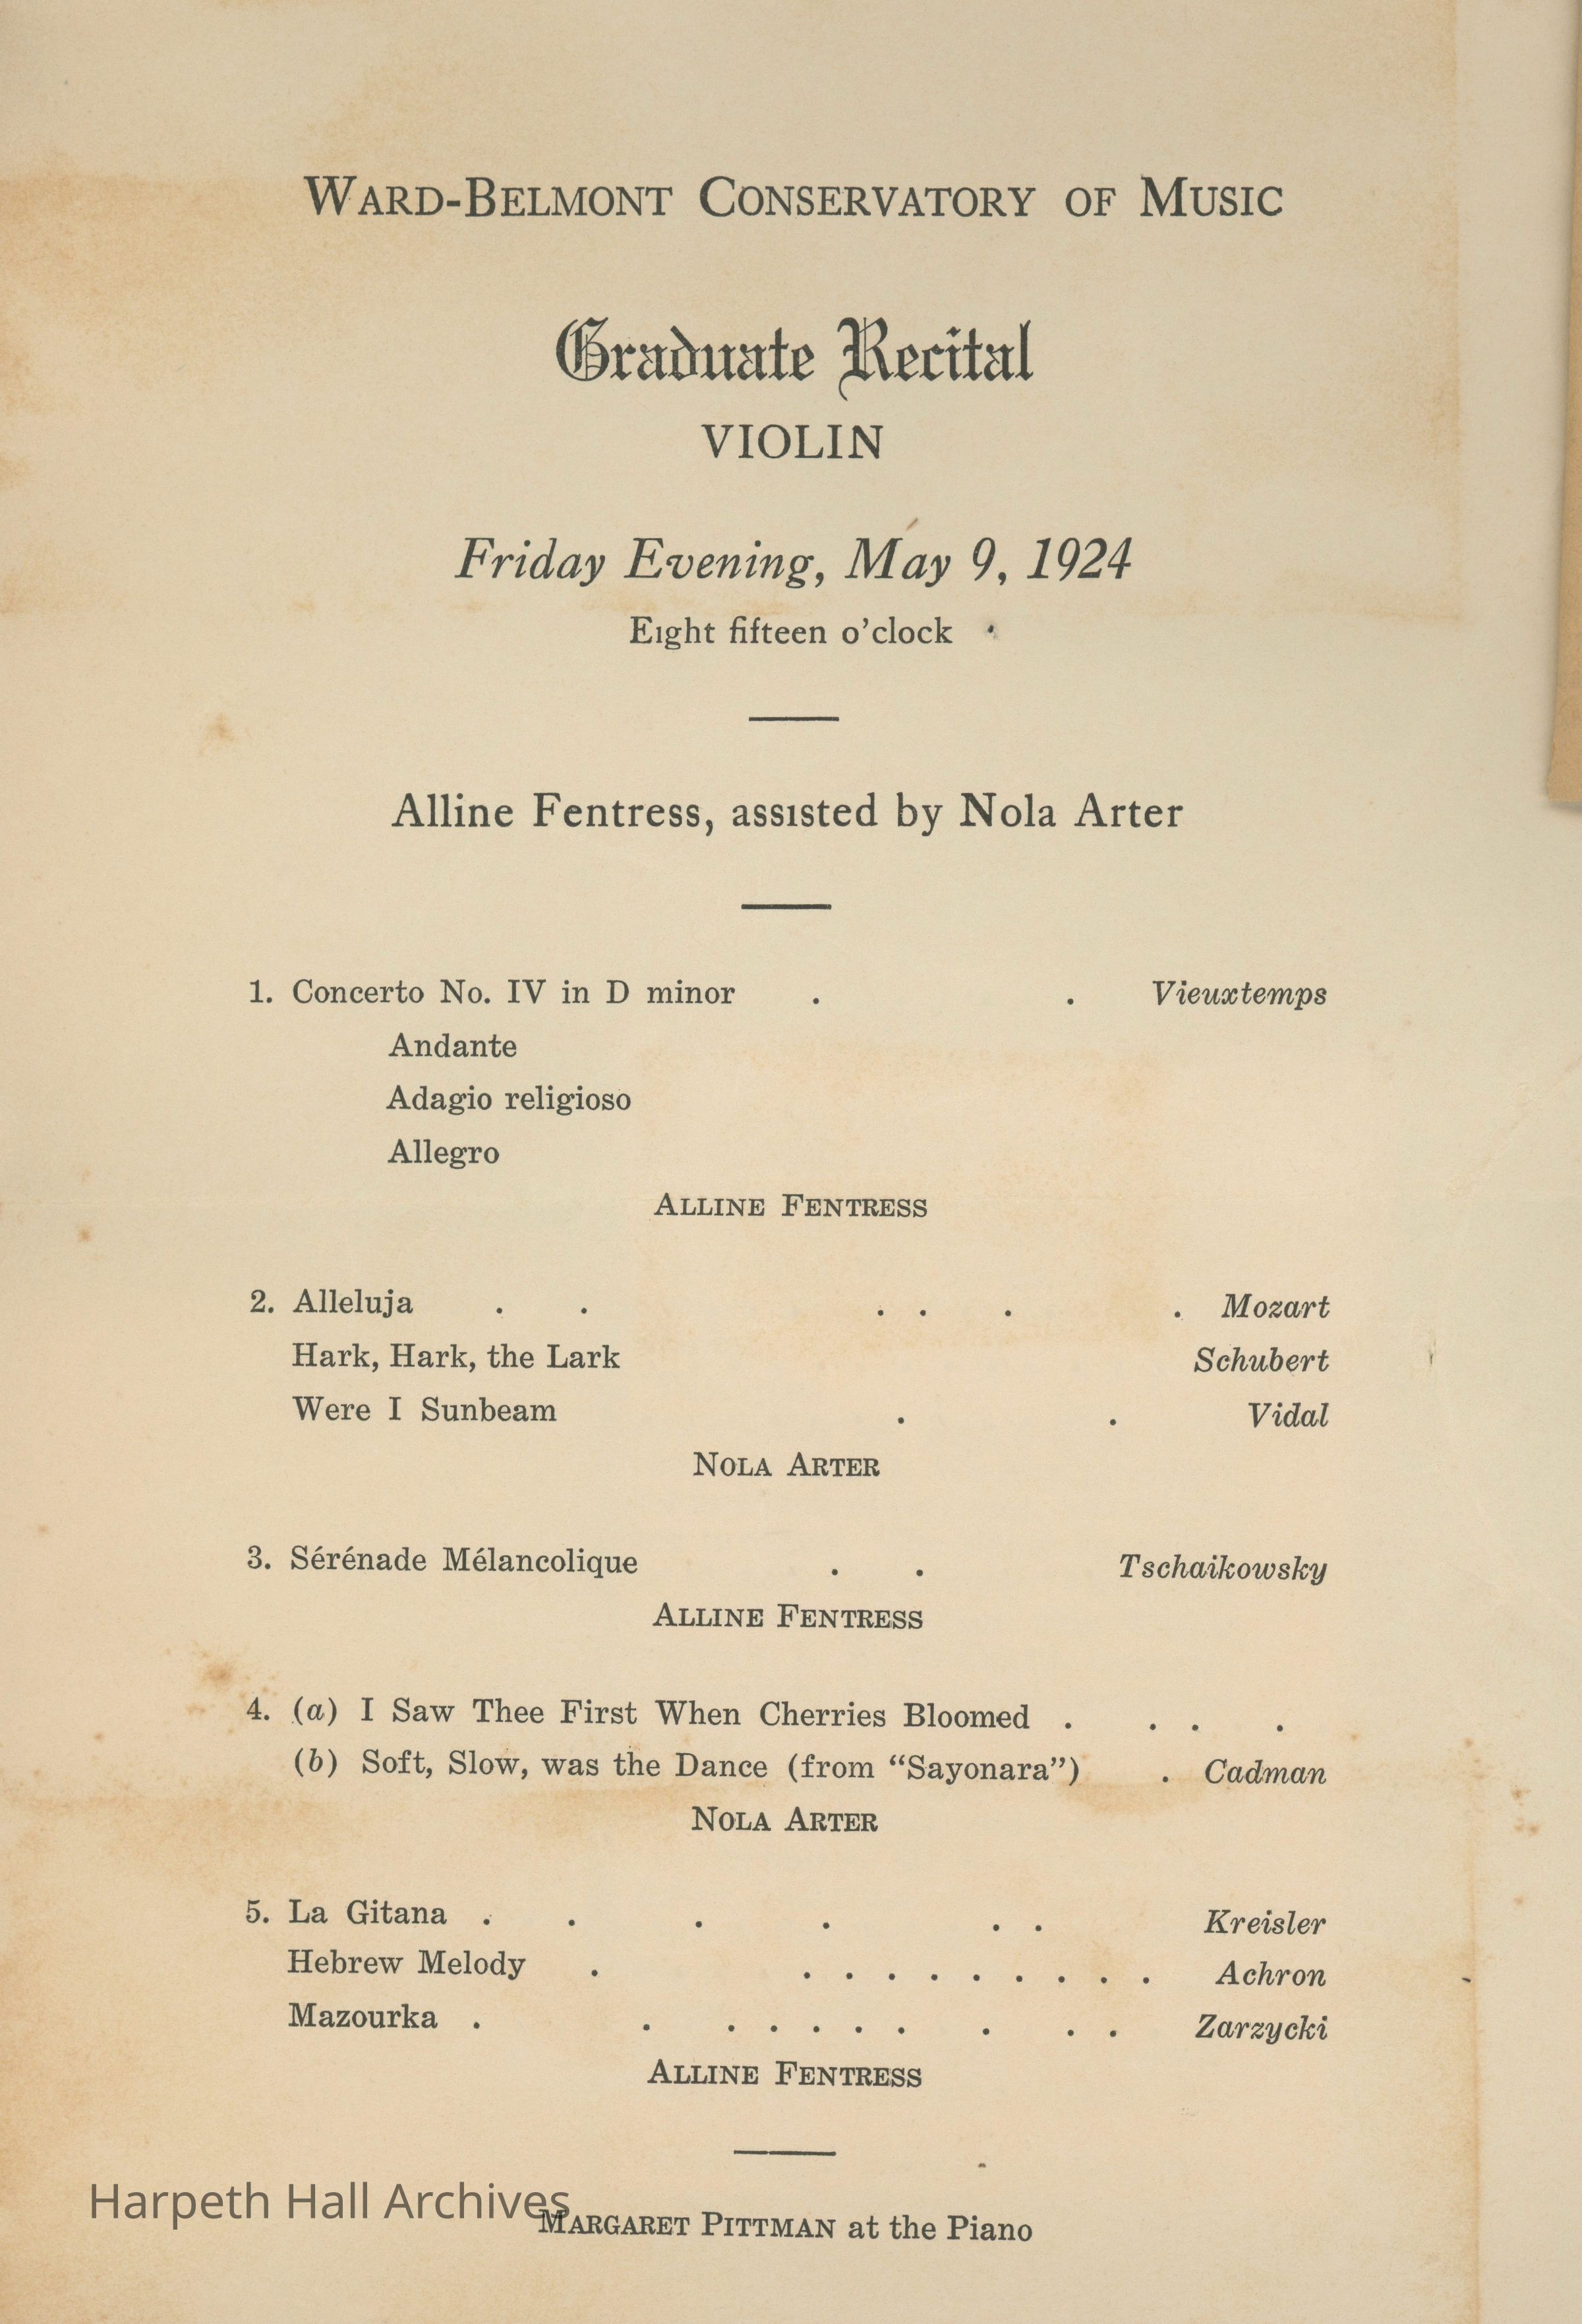 WARD-BELMONT CONSERVATORY OF MUSIC
Graduate Recital
VIOLIN
Friday Evening, May 9, 1924
Eight fifteen o'clock
Alline Fentress, assisted by Nola Arter
1. Concerto No. IV in D minor . . Vieuxtemps
Andante
Adagio religioso
Allegro
ALLINE FENTRESS
2. Alleluja . . . . . . Mozart
Hark, Hark, the Lark Schubert
Were I Sunbeam . . Vidal
NOLA ARTER
3. Sérénade Mélancolique . . Tschaikowsky
ALLINE FENTRESS
4. (a) I Saw Thee First When Cherries Bloomed . . . .
(b) Soft, Slow, was the Dance (from “Sayonara”) . Cadman
NOLA ARTER
5. La Gitana . . . . . . Kreisler
Hebrew Melody . . . . . . . . . . Achron
Mazourka . . . . . . . . . . Zarzycki
ALLINE FENTRESS
Harpeth Hall Archives
MARGARET PITTMAN at the Piano